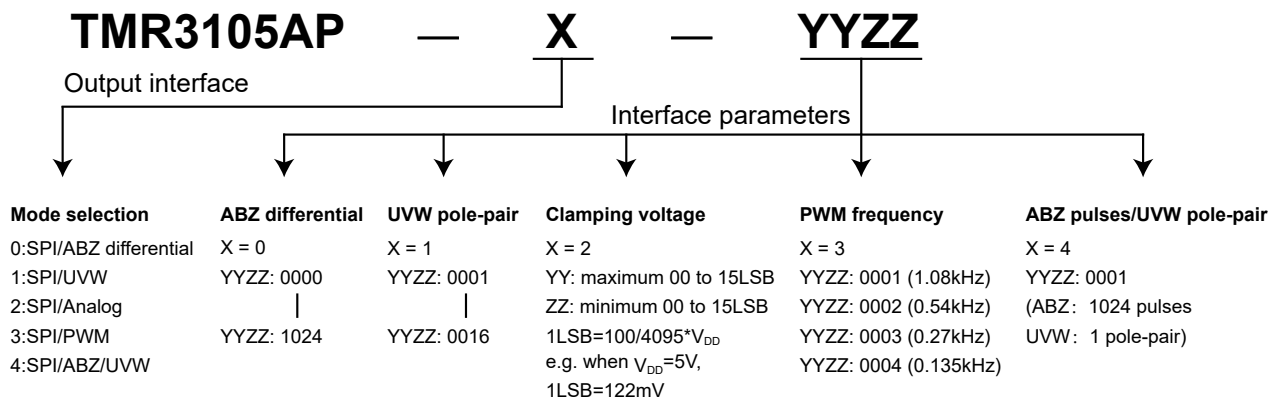 TMR3105AP — X — YYZZ
Output interface
Interface parameters
Mode selection
0:SPI/ABZ differential
1:SPI/UVW
2:SPI/Analog
3:SPI/PWM
4:SPI/ABZ/UVW
ABZ differential
X = 0
YYZZ: 0000
YYZZ: 1024
UVW pole-pair
X = 1
YYZZ: 0001
YYZZ: 0016
Clamping voltage
X = 2
YY: maximum 00 to 15LSB
ZZ: minimum 00 to 15LSB
1LSB=100/4095*VDD
e.g. when VDD=5V,
1LSB=122mV
PWM frequency
X = 3
YYZZ: 0001 (1.08kHz)
YYZZ: 0002 (0.54kHz)
YYZZ: 0003 (0.27kHz)
YYZZ: 0004 (0.135kHz)
ABZ pulses/UVW pole-pair
X = 4
YYZZ: 0001
(ABZ: 1024 pulses
UVW: 1 pole-pair)